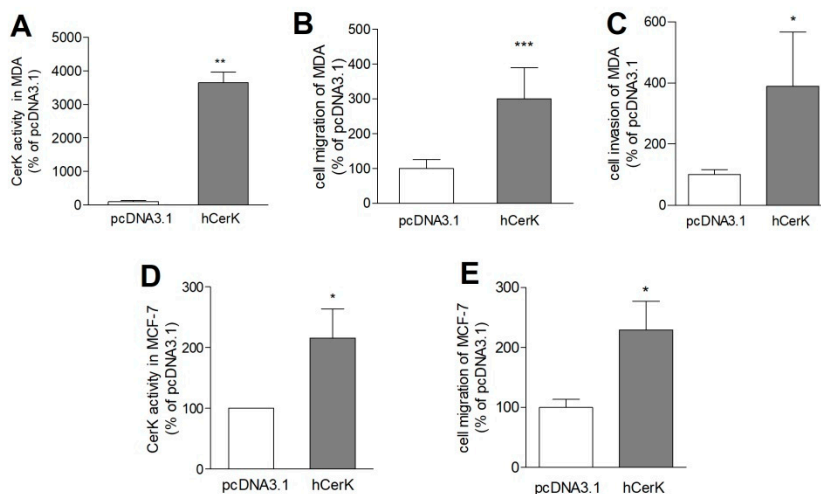 A
CerK activity in MDA
(% of pcDNA3.1)
5000
4000
3000
2000
1000
0
**
pcDNA3.1 hCerK
B
cell migration of MDA
(% of pcDNA3.1)
500
400
300
200
100
0
***
pcDNA3.1 hCerK
C
cell invasion of MDA
(% of pcDNA3.1
600
400
200
0
*
pcDNA3.1 hCerK
D
CerK activity in MCF-7
(% of pcDNA3.1)
300
200
100
0
*
pcDNA3.1 hCerK
E
cell migration of MCF-7
(% of pcDNA3.1)
300
200
100
0
*
pcDNA3.1 hCerK